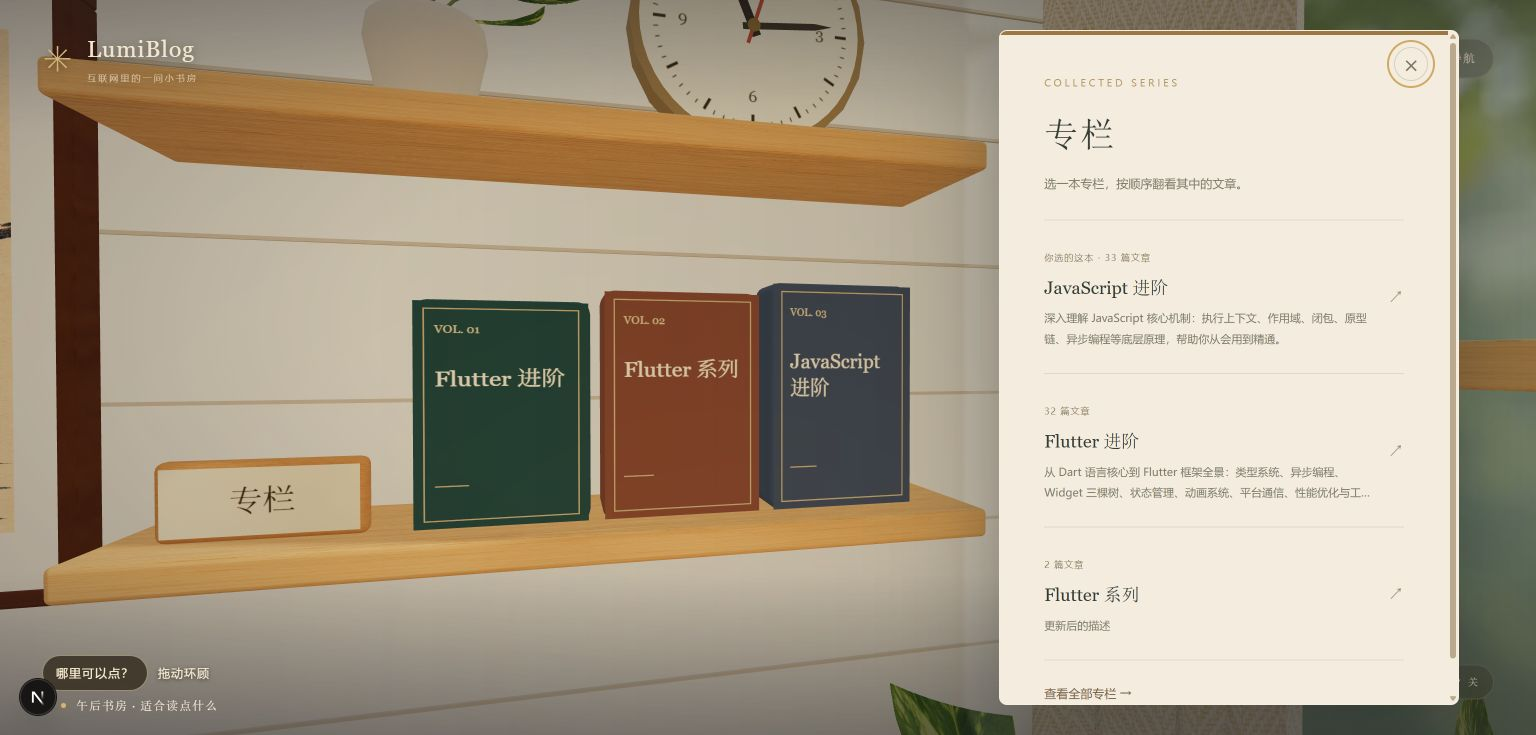 LumiBlog
互联网里的一间小书房
9
3
6
VOL. 01
Flutter 进阶
VOL. 02
Flutter 系列
VOL. 03
JavaScript
进阶
专栏
哪里可以点?
拖动环顾
N
午后书房 · 适合读点什么
航
COLLECTED SERIES
专栏
选一本专栏，按顺序翻看其中的文章。
你选的这本 · 33 篇文章
JavaScript 进阶
深入理解 JavaScript 核心机制：执行上下文、作用域、闭包、原型
链、异步编程等底层原理，帮助你从会用到精通。
32 篇文章
Flutter 进阶
从 Dart 语言核心到 Flutter 框架全景：类型系统、异步编程、
Widget 三棵树、状态管理、动画系统、平台通信、性能优化与工...
2 篇文章
Flutter 系列
更新后的描述
查看全部专栏 →
关